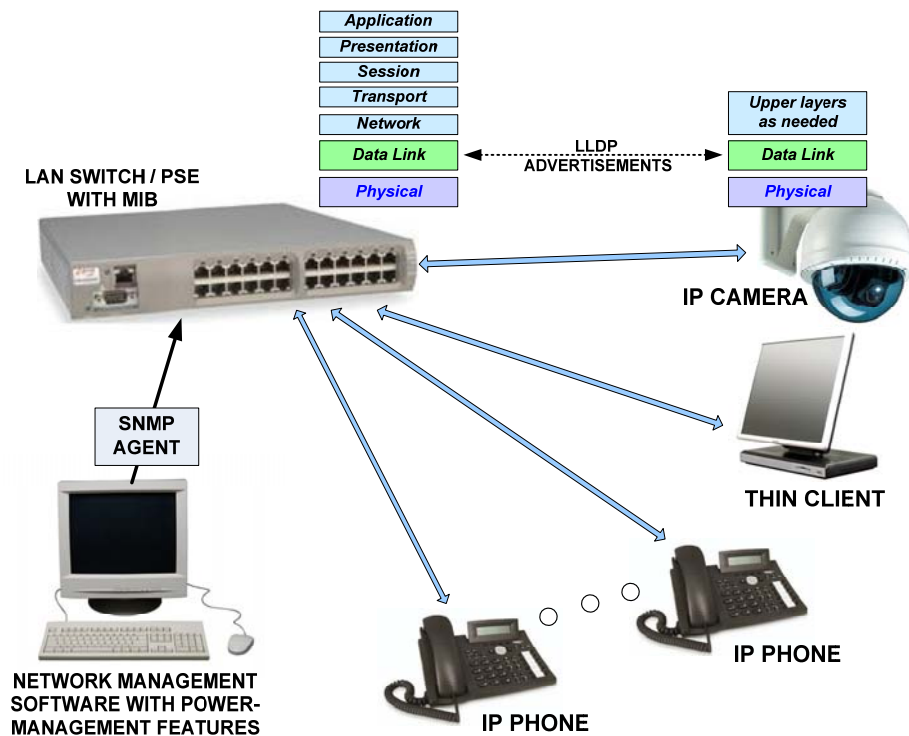 Application
Presentation
Session
Transport
Network
Data Link
Physical
LLDP
ADVERTISEMENTS
Upper layers
as needed
Data Link
Physical
LAN SWITCH / PSE
WITH MIB
IP CAMERA
SNMP
AGENT
THIN CLIENT
NETWORK MANAGEMENT
SOFTWARE WITH POWER-
MANAGEMENT FEATURES
IP PHONE
IP PHONE